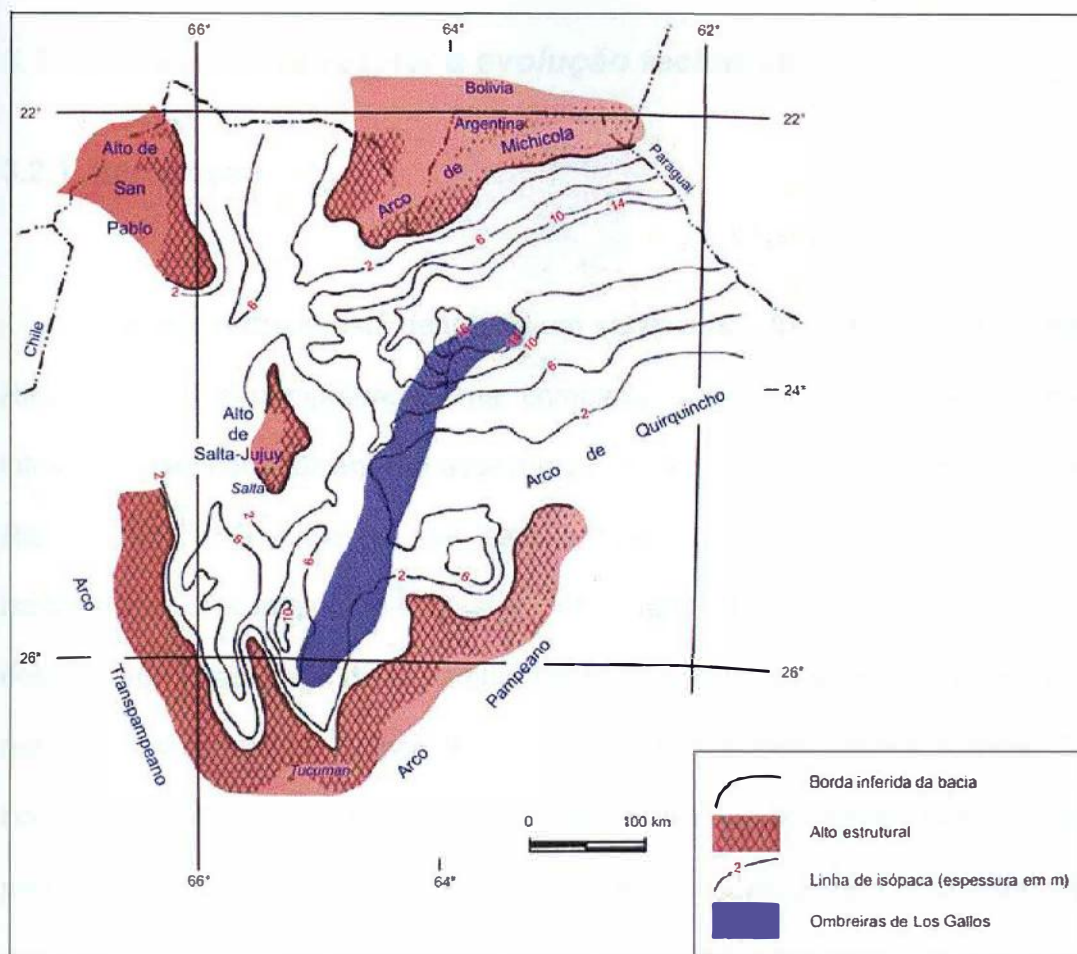 66°
64°
62°
22°
22°
Bolivia
Argentina
Arco de Michicola
Paraguai
Alto de
San
Pablo
2
6
2
6
10
14
Chile
16
10
6
2
24°
Alto
de
Salta-Jujuy
Salta
Arco de Quirquincho
2
2
6
6
10
2
6
Arco
Transpampeano
26°
26°
Arco
Pampeano
Tucuman
0 100 km
66°
64°
Borda inferida da bacia
Alto estrutural
2
Linha de isópaca (espessura em m)
Ombreiras de Los Gallos